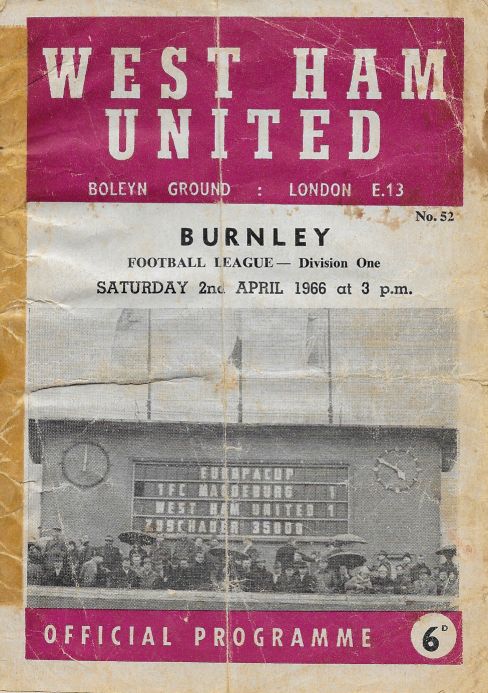 WEST HAM
UNITED
BOLEYN GROUND : LONDON E.13
No. 52
BURNLEY
FOOTBALL LEAGUE — Division One
SATURDAY 2nd APRIL 1966 at 3 p.m.
EUROPACUP
1FC MAGDEBURG 1
WEST HAM UNITED 1
ZUSCHAUER 35000
OFFICIAL PROGRAMME
6D